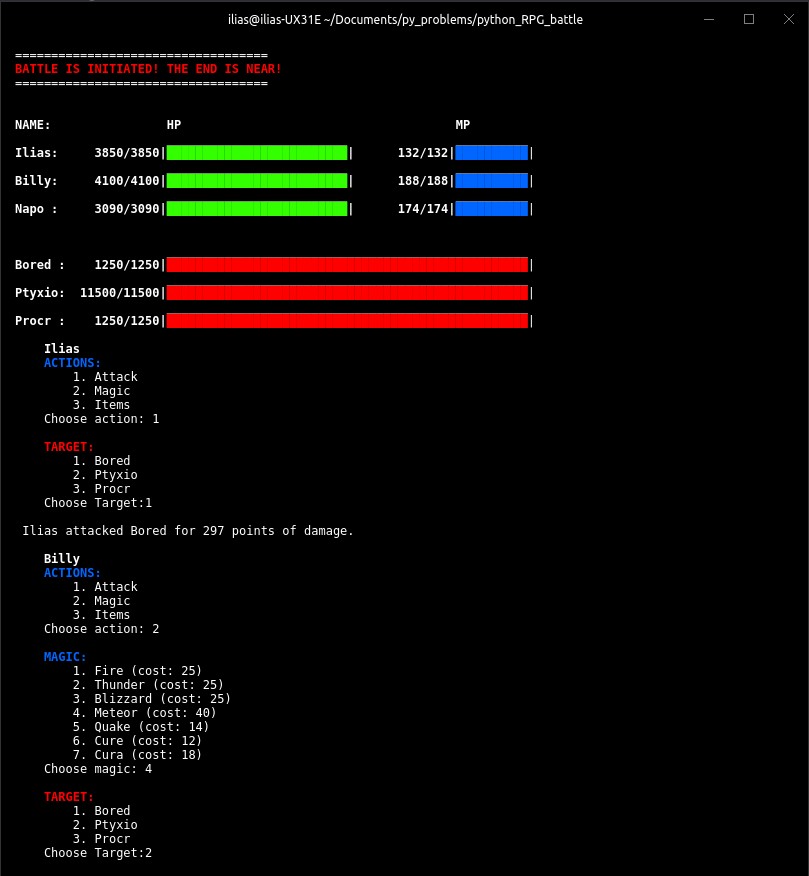 ilias@ilias-UX31E ~/Documents/py_problems/python_RPG_battle
===================================
BATTLE IS INITIATED! THE END IS NEAR!
===================================
NAME: HP MP
Ilias: 3850/3850| | 132/132| |
Billy: 4100/4100| | 188/188| |
Napo : 3090/3090| | 174/174| |
Bored : 1250/1250| |
Ptyxio: 11500/11500| |
Procr : 1250/1250| |
Ilias
ACTIONS:
1. Attack
2. Magic
3. Items
Choose action: 1
TARGET:
1. Bored
2. Ptyxio
3. Procr
Choose Target:1
Ilias attacked Bored for 297 points of damage.
Billy
ACTIONS:
1. Attack
2. Magic
3. Items
Choose action: 2
MAGIC:
1. Fire (cost: 25)
2. Thunder (cost: 25)
3. Blizzard (cost: 25)
4. Meteor (cost: 40)
5. Quake (cost: 14)
6. Cure (cost: 12)
7. Cura (cost: 18)
Choose magic: 4
TARGET:
1. Bored
2. Ptyxio
3. Procr
Choose Target:2